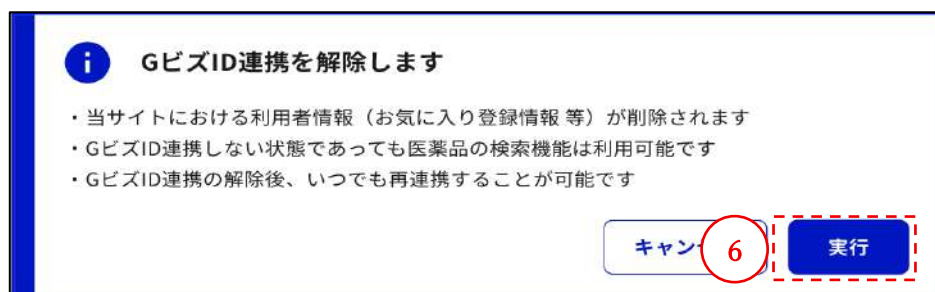 GビズID連携を解除します
・当サイトにおける利用者情報（お気に入り登録情報 等）が削除されます
・GビズID連携しない状態であっても医薬品の検索機能は利用可能です
・GビズID連携の解除後、いつでも再連携することが可能です
キャン 6 実行